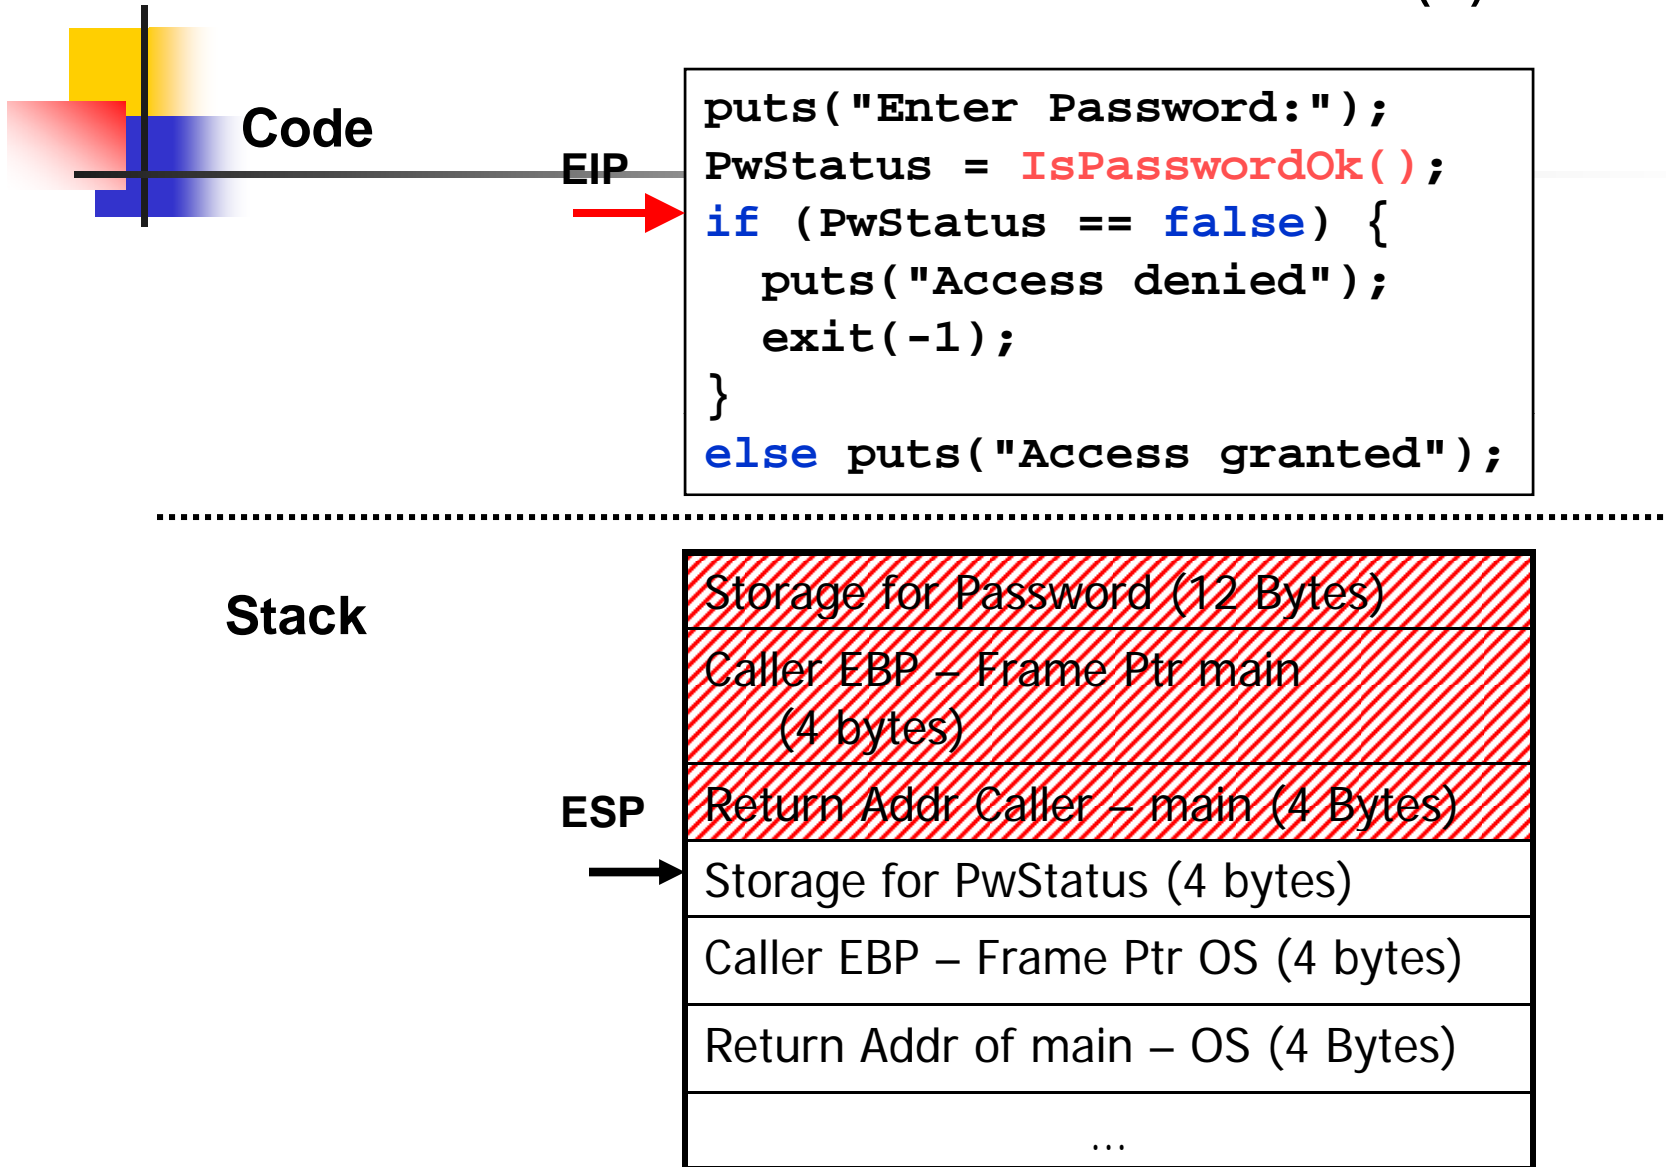 Code
EIP
puts("Enter Password:");
PwStatus = IsPasswordOk();
if (PwStatus == false) {
puts("Access denied");
exit(-1);
}
else puts("Access granted");
Stack
ESP
Storage for Password (12 Bytes)
Caller EBP – Frame Ptr main
(4 bytes)
Return Addr Caller – main (4 Bytes)
Storage for PwStatus (4 bytes)
Caller EBP – Frame Ptr OS (4 bytes)
Return Addr of main – OS (4 Bytes)
…